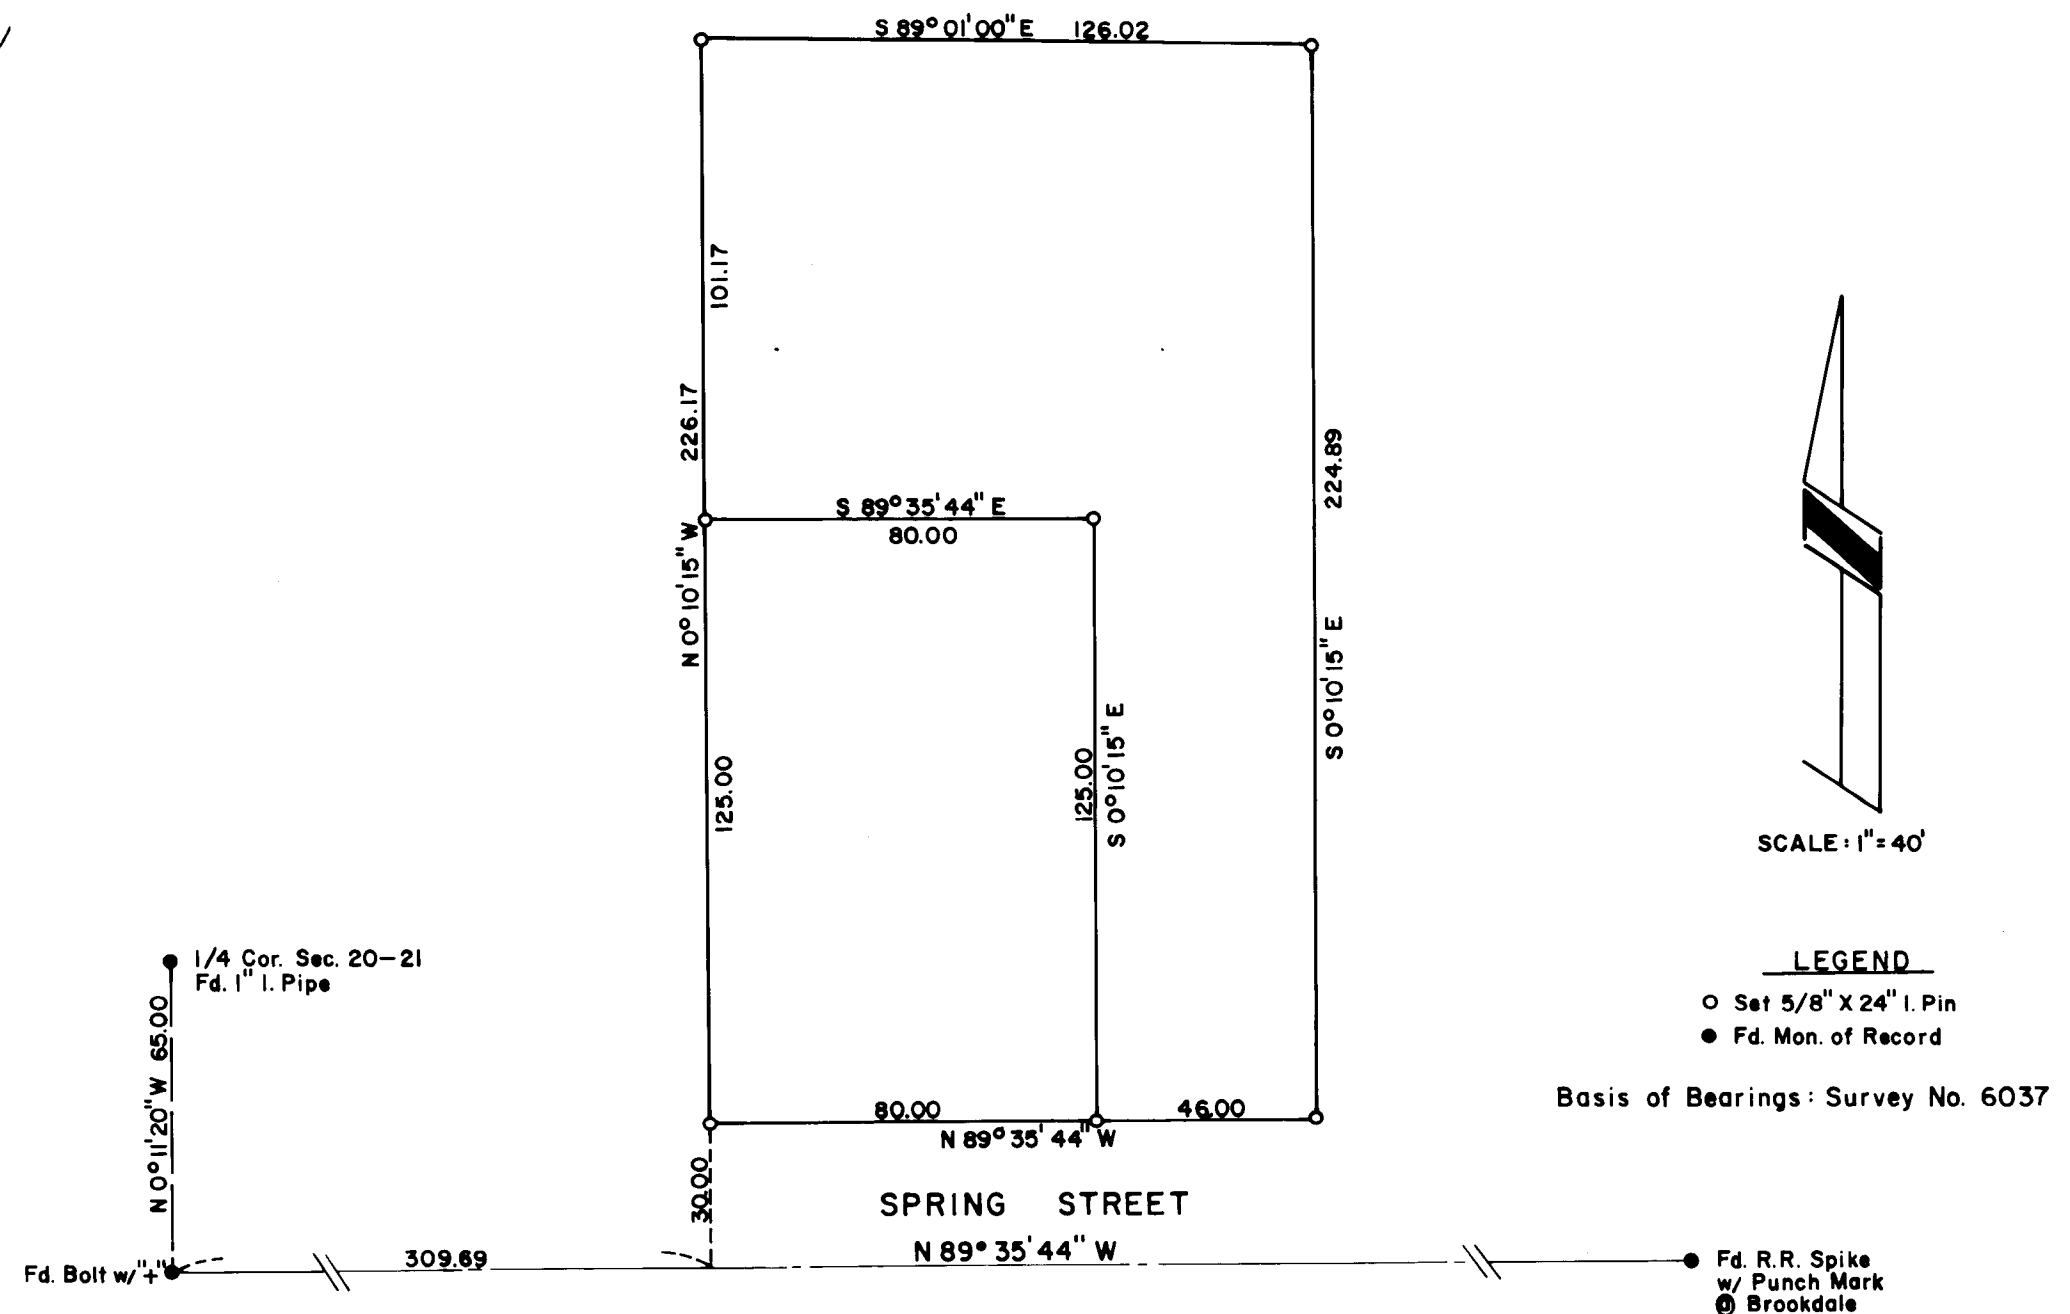 S 89° 01' 00" E 126.02
101.17
226.17
N 0° 10' 15" W
224.89
S 0° 10' 15" E
S 89° 35' 44" E
80.00
125.00
125.00
S 0° 10' 15" E
SCALE: 1" = 40'
1/4 Cor. Sec. 20-21
Fd. 1" I. Pipe
N 0° 11' 20" W 65.00
LEGEND
Set 5/8" X 24" I. Pin
Fd. Mon. of Record
Basis of Bearings: Survey No. 6037
80.00
46.00
N 89° 35' 44" W
30.00
SPRING STREET
N 89° 35' 44" W
309.69
Fd. Bolt w/"+"
Fd. R.R. Spike
w/ Punch Mark
@ Brookdale